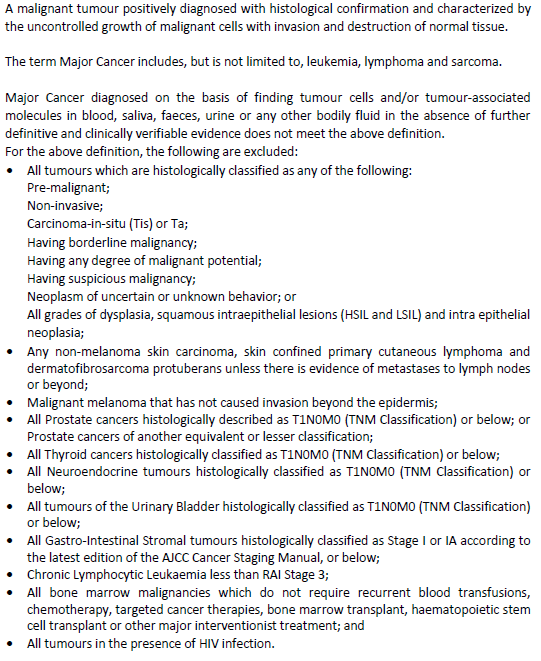 A malignant tumour positively diagnosed with histological confirmation and characterized by
the uncontrolled growth of malignant cells with invasion and destruction of normal tissue.
The term Major Cancer includes, but is not limited to, leukemia, lymphoma and sarcoma.
Major Cancer diagnosed on the basis of finding tumour cells and/or tumour-associated
molecules in blood, saliva, faeces, urine or any other bodily fluid in the absence of further
definitive and clinically verifiable evidence does not meet the above definition.
For the above definition, the following are excluded:
• All tumours which are histologically classified as any of the following:
Pre-malignant;
Non-invasive;
Carcinoma-in-situ (Tis) or Ta;
Having borderline malignancy;
Having any degree of malignant potential;
Having suspicious malignancy;
Neoplasm of uncertain or unknown behavior; or
All grades of dysplasia, squamous intraepithelial lesions (HSIL and LSIL) and intra epithelial
neoplasia;
• Any non-melanoma skin carcinoma, skin confined primary cutaneous lymphoma and
dermatofibrosarcoma protuberans unless there is evidence of metastases to lymph nodes
or beyond;
• Malignant melanoma that has not caused invasion beyond the epidermis;
• All Prostate cancers histologically described as T1N0M0 (TNM Classification) or below; or
Prostate cancers of another equivalent or lesser classification;
• All Thyroid cancers histologically classified as T1N0M0 (TNM Classification) or below;
• All Neuroendocrine tumours histologically classified as T1N0M0 (TNM Classification) or
below;
• All tumours of the Urinary Bladder histologically classified as T1N0M0 (TNM Classification)
or below;
• All Gastro-Intestinal Stromal tumours histologically classified as Stage I or IA according to
the latest edition of the AJCC Cancer Staging Manual, or below;
• Chronic Lymphocytic Leukaemia less than RAI Stage 3;
• All bone marrow malignancies which do not require recurrent blood transfusions,
chemotherapy, targeted cancer therapies, bone marrow transplant, haematopoietic stem
cell transplant or other major interventionist treatment; and
• All tumours in the presence of HIV infection.